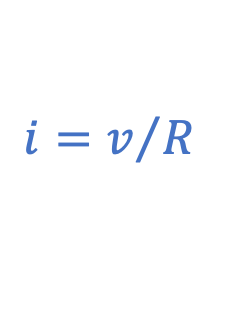 i = v/R